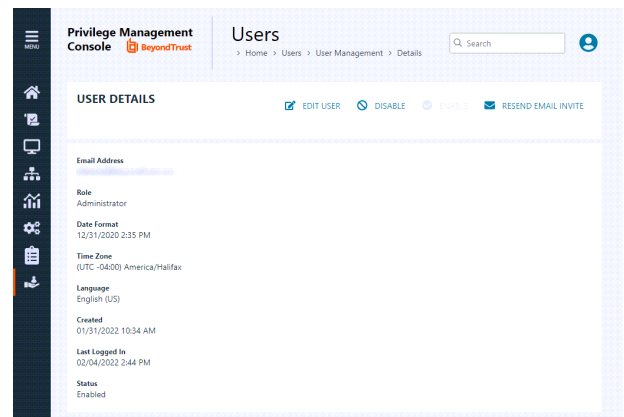 MENU
Privilege Management
Console BeyondTrust
Users
> Home > Users > User Management > Details
Search
USER DETAILS
EDIT USER DISABLE ENABLE RESEND EMAIL INVITE
Email Address
Role
Administrator
Date Format
12/31/2020 2:35 PM
Time Zone
(UTC -04:00) America/Halifax
Language
English (US)
Created
01/31/2022 10:34 AM
Last Logged In
02/04/2022 2:44 PM
Status
Enabled